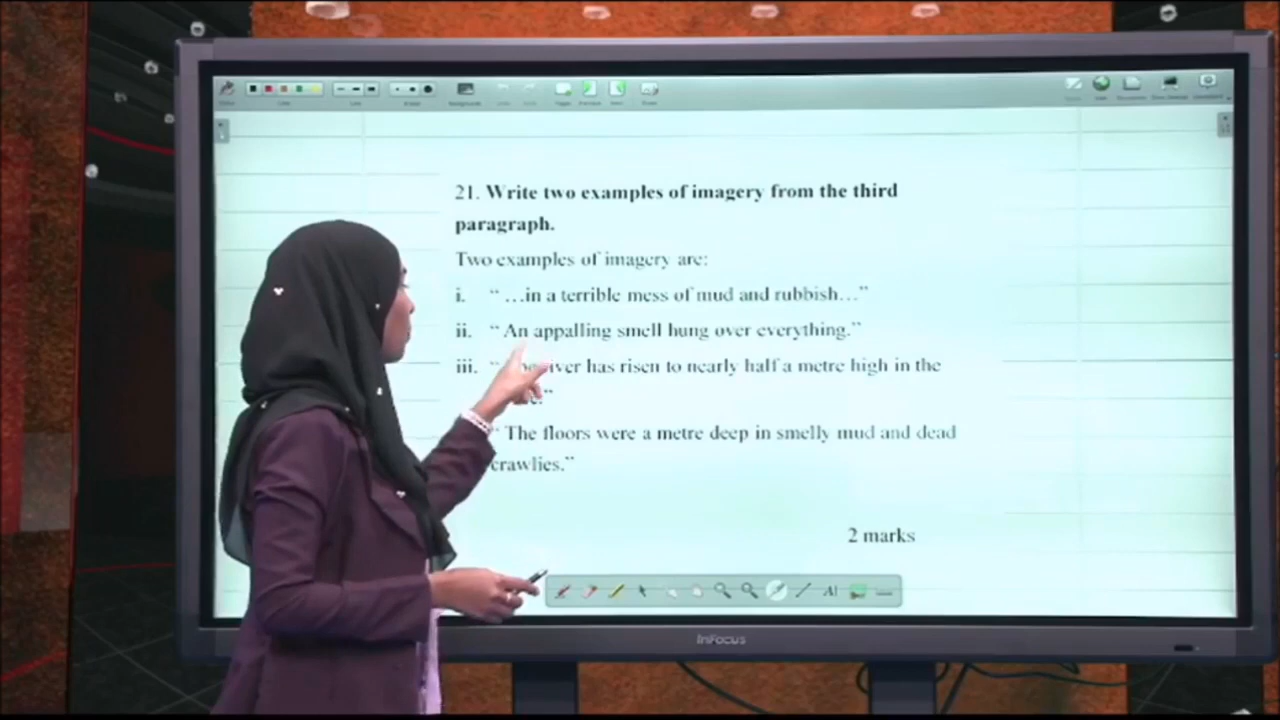 21. Write two examples of imagery from the third
paragraph.
Two examples of imagery are:
i. “ …in a terrible mess of mud and rubbish…”
ii. “ An appalling smell hung over everything.”
iii. “ river has risen to nearly half a metre high in the
”
“ The floors were a metre deep in smelly mud and dead
crawlies.”
2 marks
AI
InFocus